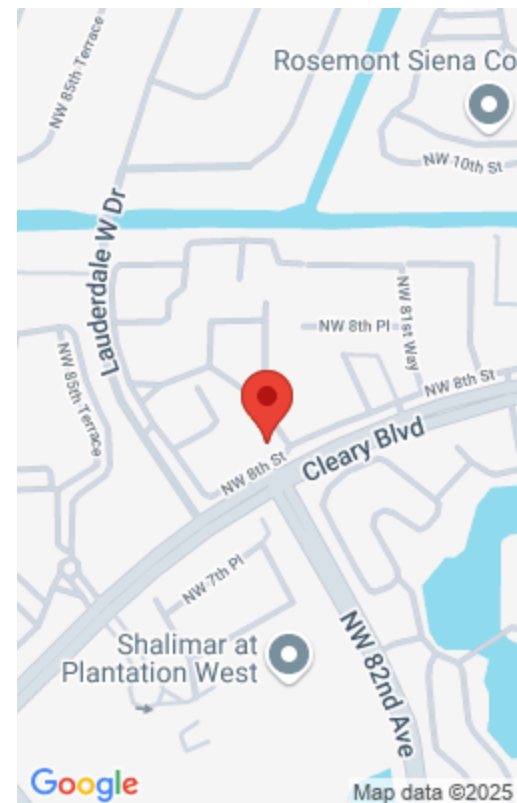 NW 85th Terrace
Rosemont Siena Co
NW 10th St
Lauderdale W Dr
NW 8th Pl
NW 81st Way
NW 85th Terrace
NW 8th St
Cleary Blvd
NW 8th St
NW 7th Pl
Shalimar at
Plantation West
NW 82nd Ave
Google
Map data ©2025